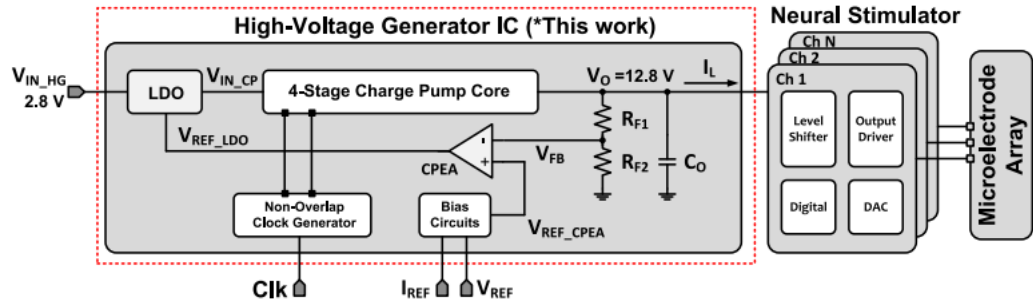 High-Voltage Generator IC (*This work)
Neural Stimulator
V_IN_HG
2.8 V
LDO
V_IN_CP
4-Stage Charge Pump Core
V_O =12.8 V
I_L
R_F1
R_F2
C_O
V_REF_LDO
CPEA
-
+
V_FB
V_REF_CPEA
Non-Overlap
Clock Generator
Bias
Circuits
Clk
I_REF
V_REF
Ch N
Ch 2
Ch 1
Level
Shifter
Output
Driver
Digital
DAC
Microelectrode
Array